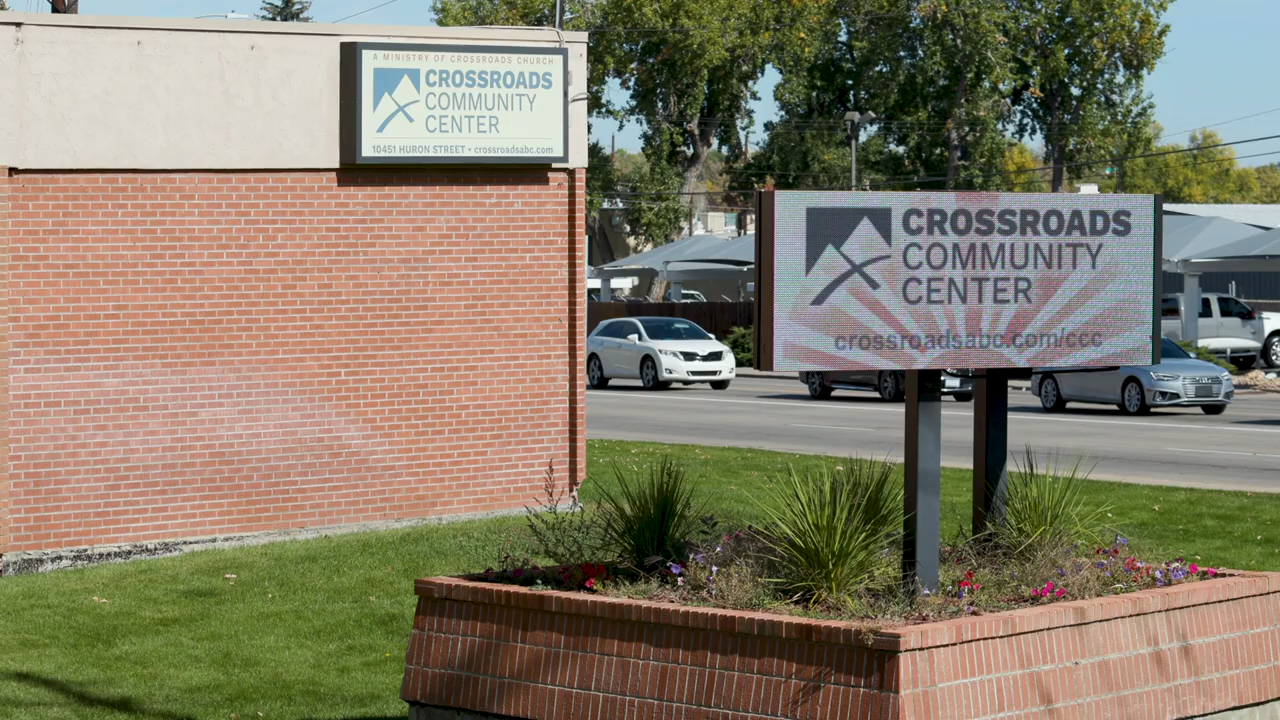 A MINISTRY OF CROSSROADS CHURCH
CROSSROADS
COMMUNITY
CENTER
10451 HURON STREET • crossroadsabc.com
CROSSROADS
COMMUNITY
CENTER
crossroadsabc.com/ccc